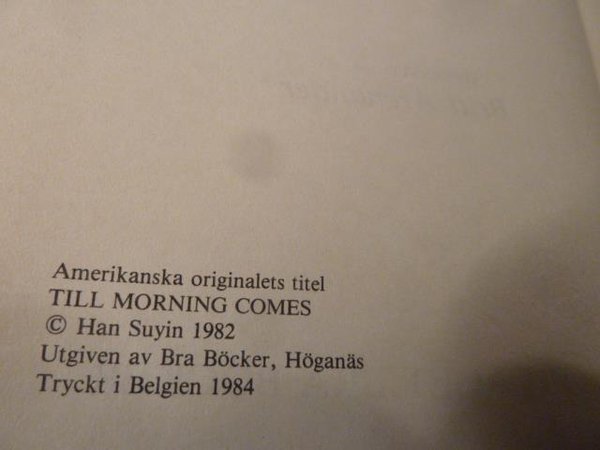 Amerikanska originalets titel
TILL MORNING COMES
© Han Suyin 1982
Utgiven av Bra Böcker, Höganäs
Tryckt i Belgien 1984